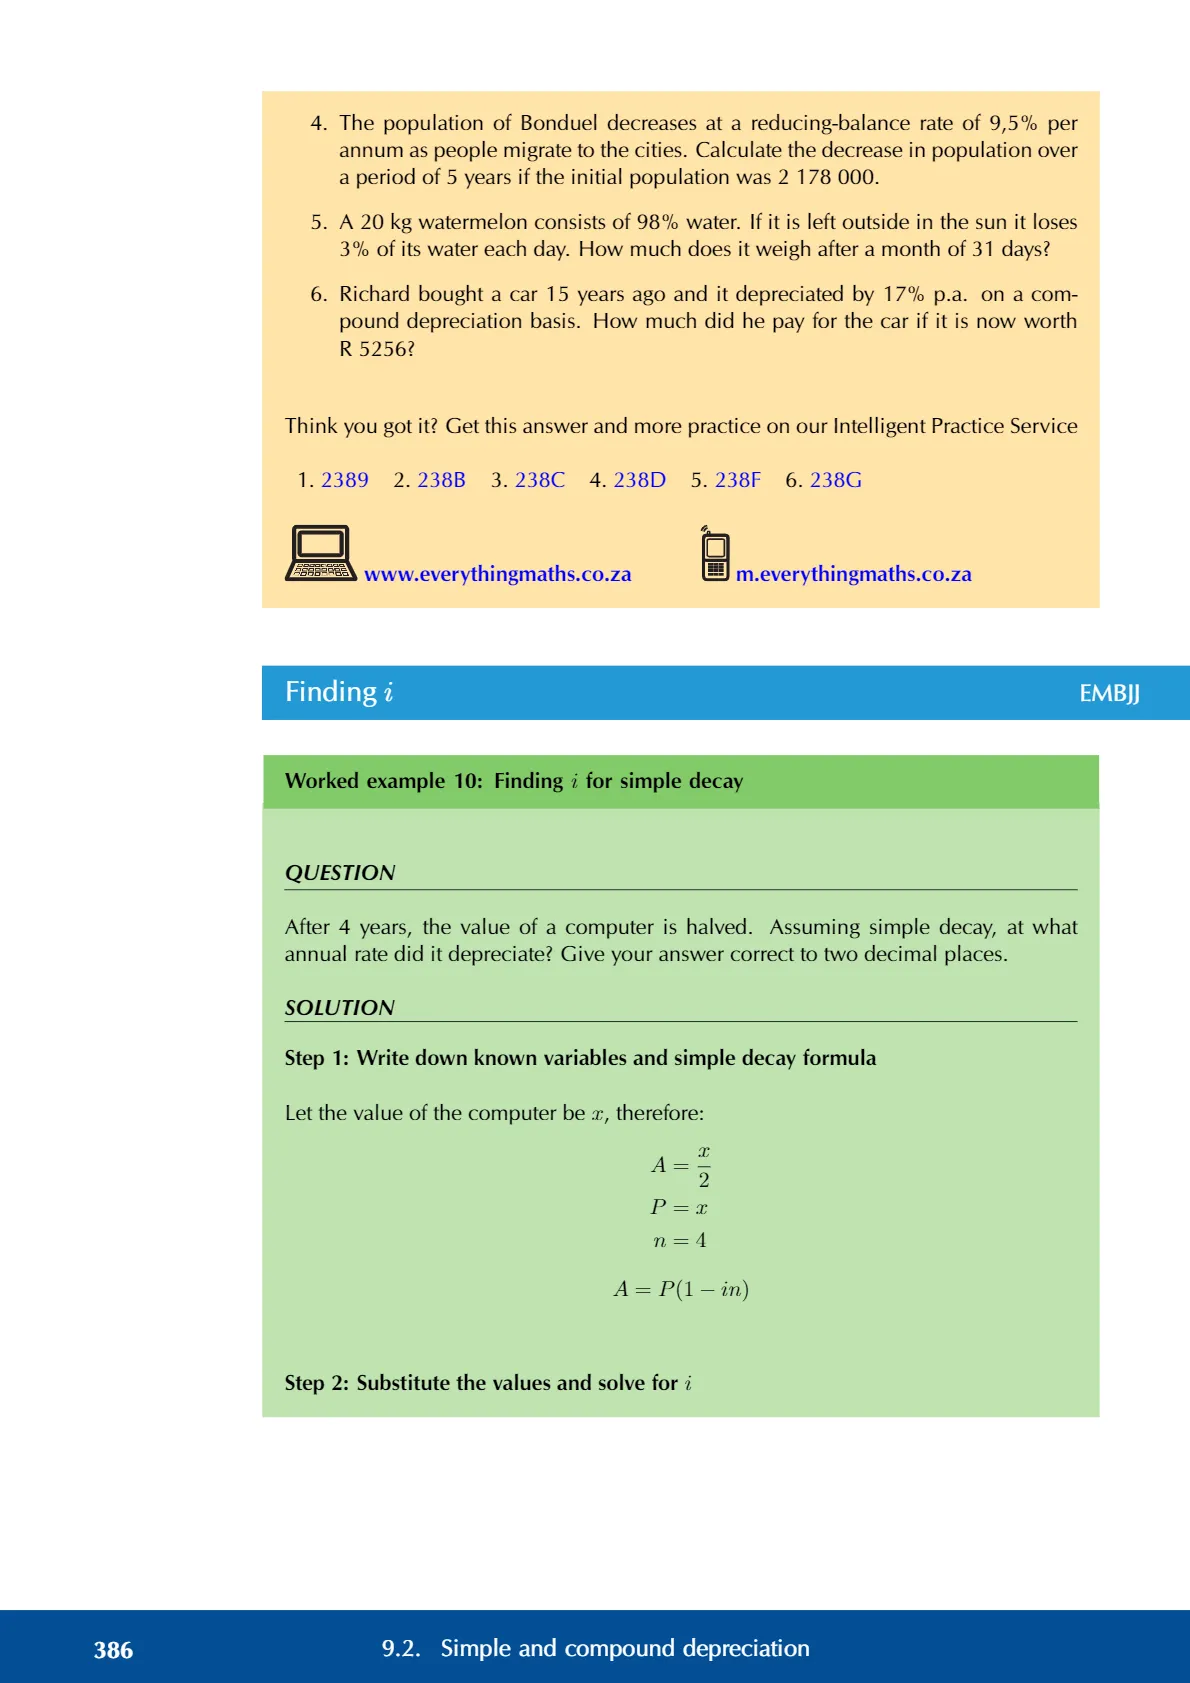 4. The population of Bonduel decreases at a reducing-balance rate of 9,5% per
annum as people migrate to the cities. Calculate the decrease in population over
a period of 5 years if the initial population was 2 178 000.
5. A 20 kg watermelon consists of 98% water. If it is left outside in the sun it loses
3% of its water each day. How much does it weigh after a month of 31 days?
6. Richard bought a car 15 years ago and it depreciated by 17% p.a. on a com-
pound depreciation basis. How much did he pay for the car if it is now worth
R 5256?
Think you got it? Get this answer and more practice on our Intelligent Practice Service
1. 2389 2. 238B 3. 238C 4. 238D 5. 238F 6. 238G
www.everythingmaths.co.za m.everythingmaths.co.za
Finding i EMBJJ
Worked example 10: Finding i for simple decay
QUESTION
After 4 years, the value of a computer is halved. Assuming simple decay, at what
annual rate did it depreciate? Give your answer correct to two decimal places.
SOLUTION
Step 1: Write down known variables and simple decay formula
Let the value of the computer be x, therefore:
A = x/2
P = x
n = 4
A = P(1 − in)
Step 2: Substitute the values and solve for i
386 9.2. Simple and compound depreciation